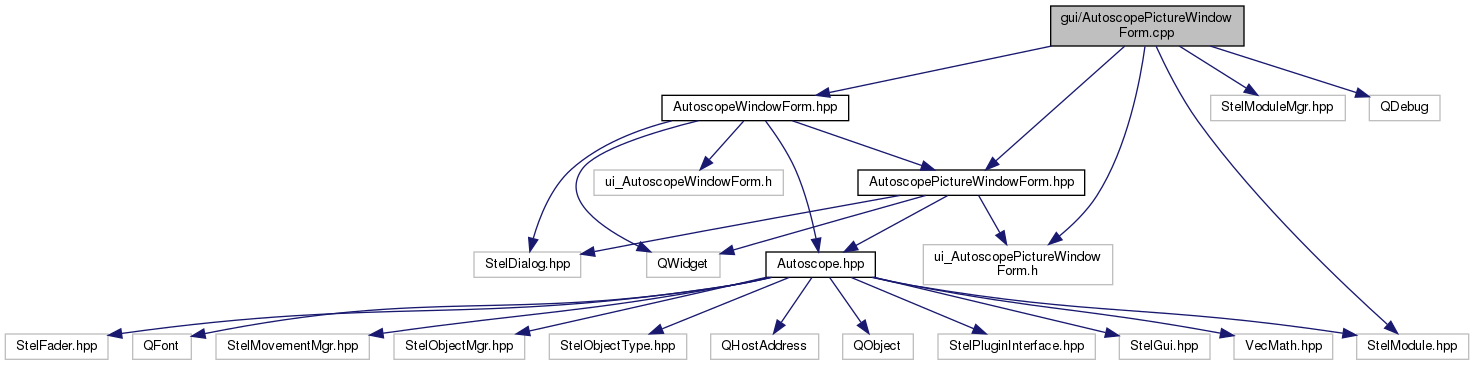 gui/AutoscopePictureWindow
Form.cpp
AutoscopeWindowForm.hpp
StelModuleMgr.hpp
QDebug
ui_AutoscopeWindowForm.h
AutoscopePictureWindowForm.hpp
StelDialog.hpp
QWidget
Autoscope.hpp
ui_AutoscopePictureWindow
Form.h
StelFader.hpp
QFont
StelMovementMgr.hpp
StelObjectMgr.hpp
StelObjectType.hpp
QHostAddress
QObject
StelPluginInterface.hpp
StelGui.hpp
VecMath.hpp
StelModule.hpp